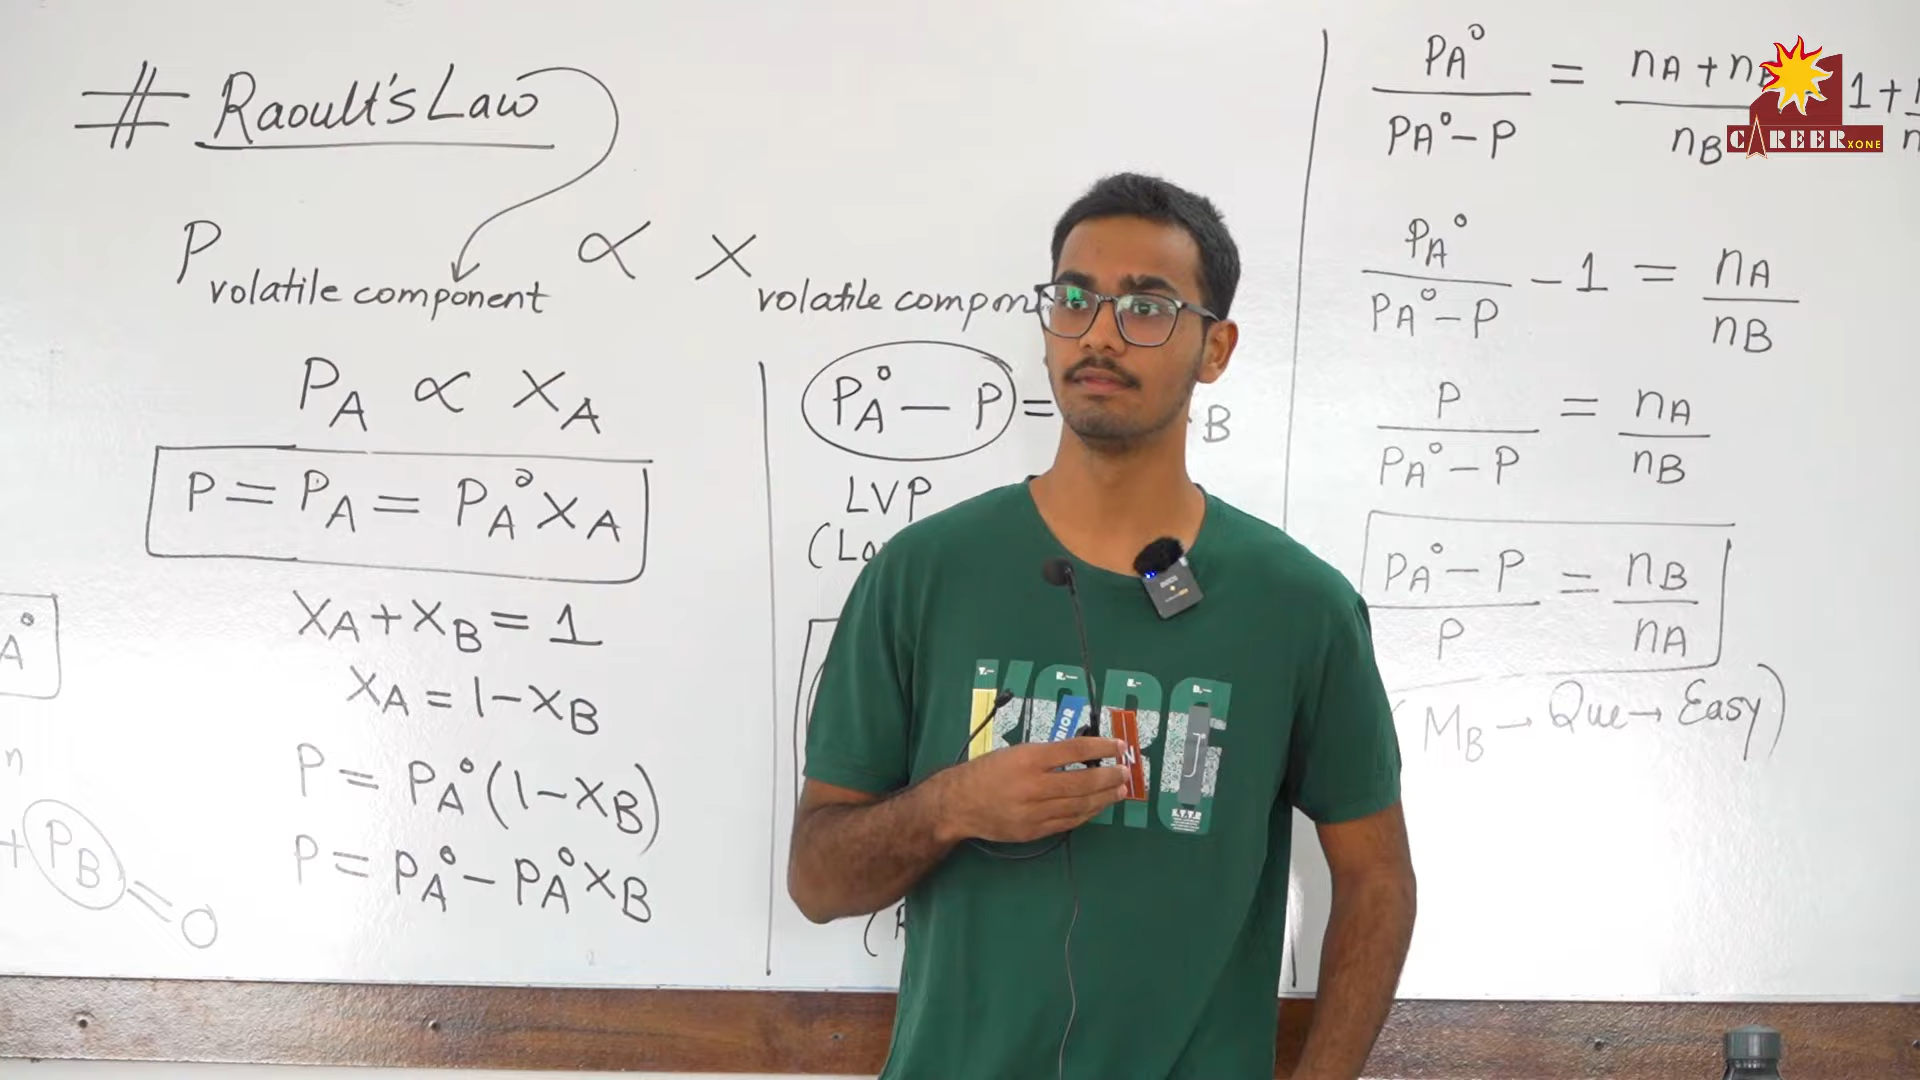 # Raoult's Law
P volatile component ∝ x volatile
PA ∝ xA
P = PA = PA° xA
xA + xB = 1
xA = 1 - xB
P = PA° (1 - xB)
P = PA° - PA° xB
A°
n
+ PB = 0
PA° - P =
B
LVP
PA° / PA° - P = nA + / nB
1 +
PA° / PA° - P - 1 = nA / nB
P / PA° - P = nA / nB
PA° - P / P = nB / nA
MB → Que → Easy)
CAREER XONE